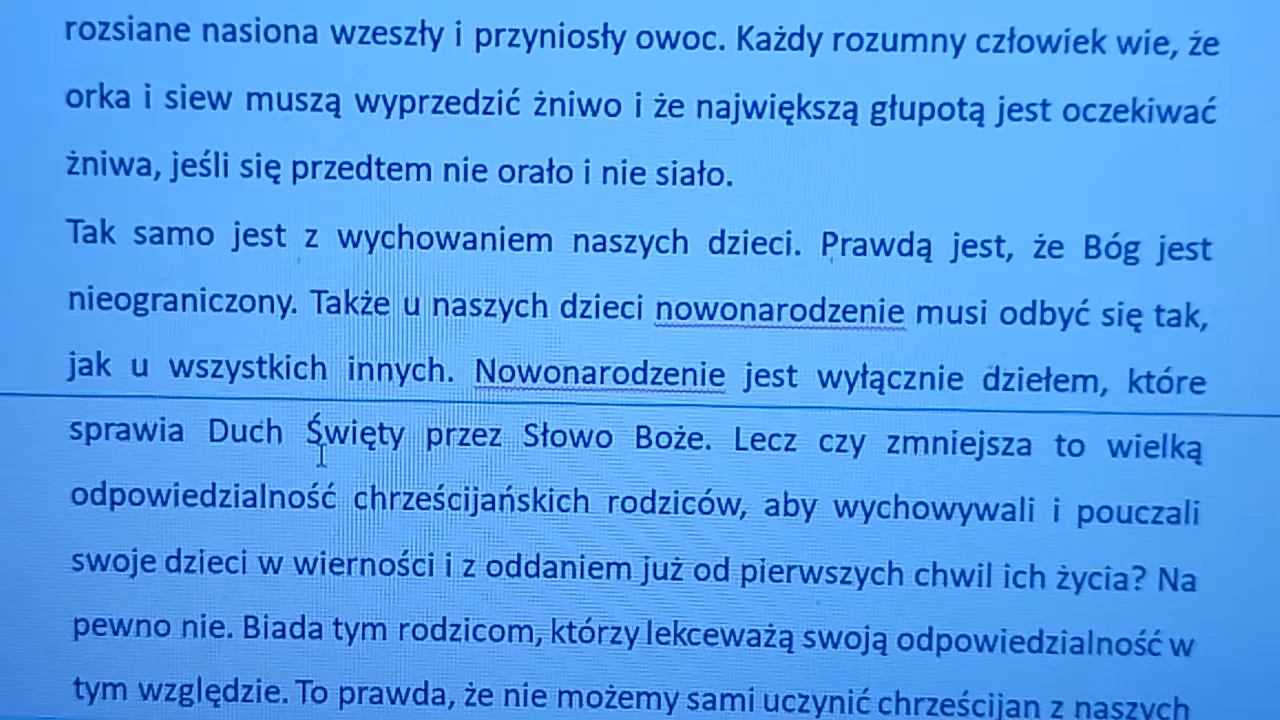 rozsiane nasiona wzeszły i przyniosły owoc. Każdy rozumny człowiek wie, że
orka i siew muszą wyprzedzić żniwo i że największą głupotą jest oczekiwać
żniwa, jeśli się przedtem nie orało i nie siało.
Tak samo jest z wychowaniem naszych dzieci. Prawdą jest, że Bóg jest
nieograniczony. Także u naszych dzieci nowonarodzenie musi odbyć się tak,
jak u wszystkich innych. Nowonarodzenie jest wyłącznie dziełem, które
sprawia Duch Święty przez Słowo Boże. Lecz czy zmniejsza to wielką
odpowiedzialność chrześcijańskich rodziców, aby wychowywali i pouczali
swoje dzieci w wierności i z oddaniem już od pierwszych chwil ich życia? Na
pewno nie. Biada tym rodzicom, którzy lekceważą swoją odpowiedzialność w
tym względzie. To prawda, że nie możemy sami uczynić chrześcijan z naszych